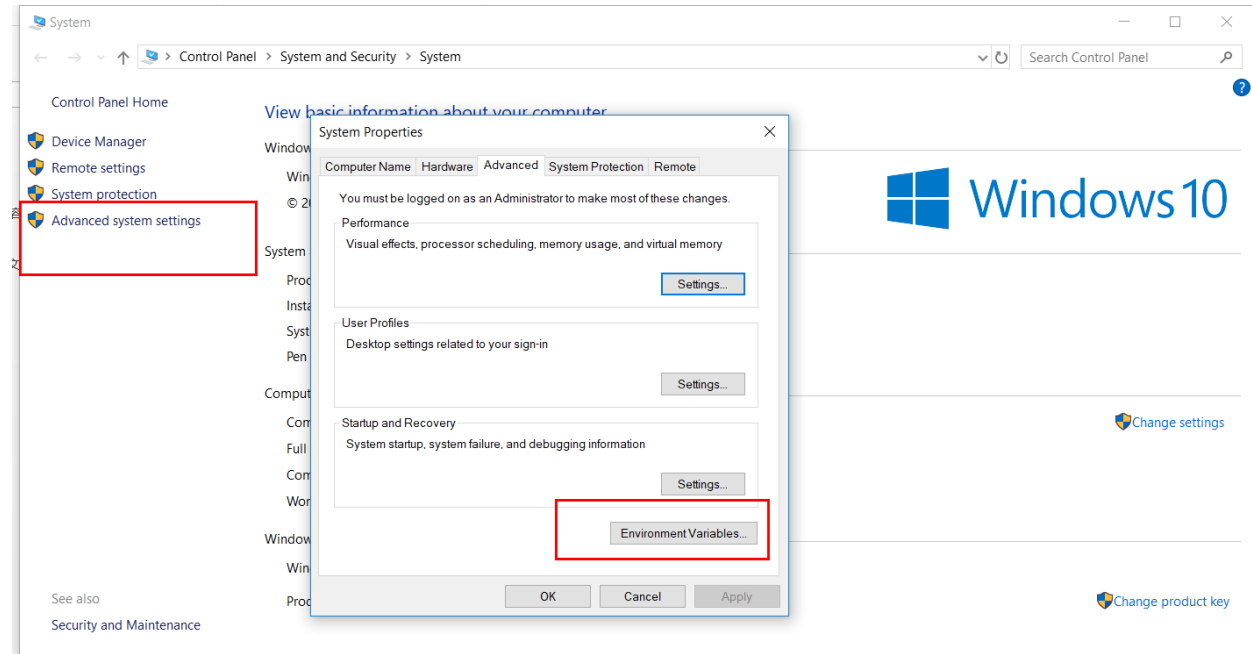 System
Control Panel > System and Security > System
Search Control Panel
Control Panel Home
Device Manager
Remote settings
System protection
Advanced system settings
See also
Security and Maintenance
View basic information about your computer
Window
Win
© 2
System
Proc
Insta
Syst
Pen
Comput
Com
Full
Com
Wor
Window
Win
Proc
System Properties
Computer Name Hardware Advanced System Protection Remote
You must be logged on as an Administrator to make most of these changes.
Performance
Visual effects, processor scheduling, memory usage, and virtual memory
Settings...
User Profiles
Desktop settings related to your sign-in
Settings...
Startup and Recovery
System startup, system failure, and debugging information
Settings...
Environment Variables...
OK Cancel Apply
Windows 10
Change settings
Change product key